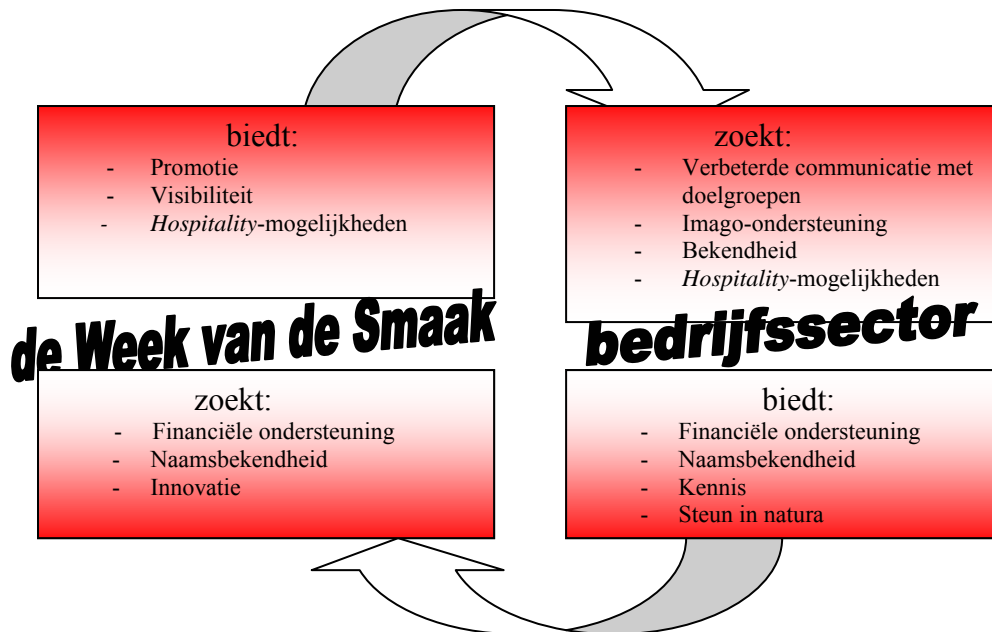 biedt:
- Promotie
- Visibiliteit
- Hospitality-mogelijkheden
zoekt:
- Verbeterde communicatie met
doelgroepen
- Imago-ondersteuning
- Bekendheid
- Hospitality-mogelijkheden
de Week van de Smaak
bedrijfssector
zoekt:
- Financiële ondersteuning
- Naamsbekendheid
- Innovatie
biedt:
- Financiële ondersteuning
- Naamsbekendheid
- Kennis
- Steun in natura